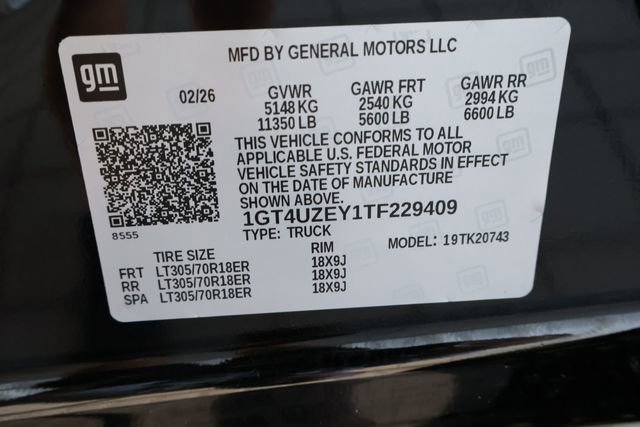 gm
MFD BY GENERAL MOTORS LLC
02/26
GVWR
5148 KG
11350 LB
GAWR FRT
2540 KG
5600 LB
GAWR RR
2994 KG
6600 LB
THIS VEHICLE CONFORMS TO ALL
APPLICABLE U.S. FEDERAL MOTOR
VEHICLE SAFETY STANDARDS IN EFFECT
ON THE DATE OF MANUFACTURE
SHOWN ABOVE.
8555
1GT4UZEY1TF229409
TYPE: TRUCK
MODEL: 19TK20743
TIRE SIZE RIM
FRT LT305/70R18ER 18X9J
RR LT305/70R18ER 18X9J
SPA LT305/70R18ER 18X9J